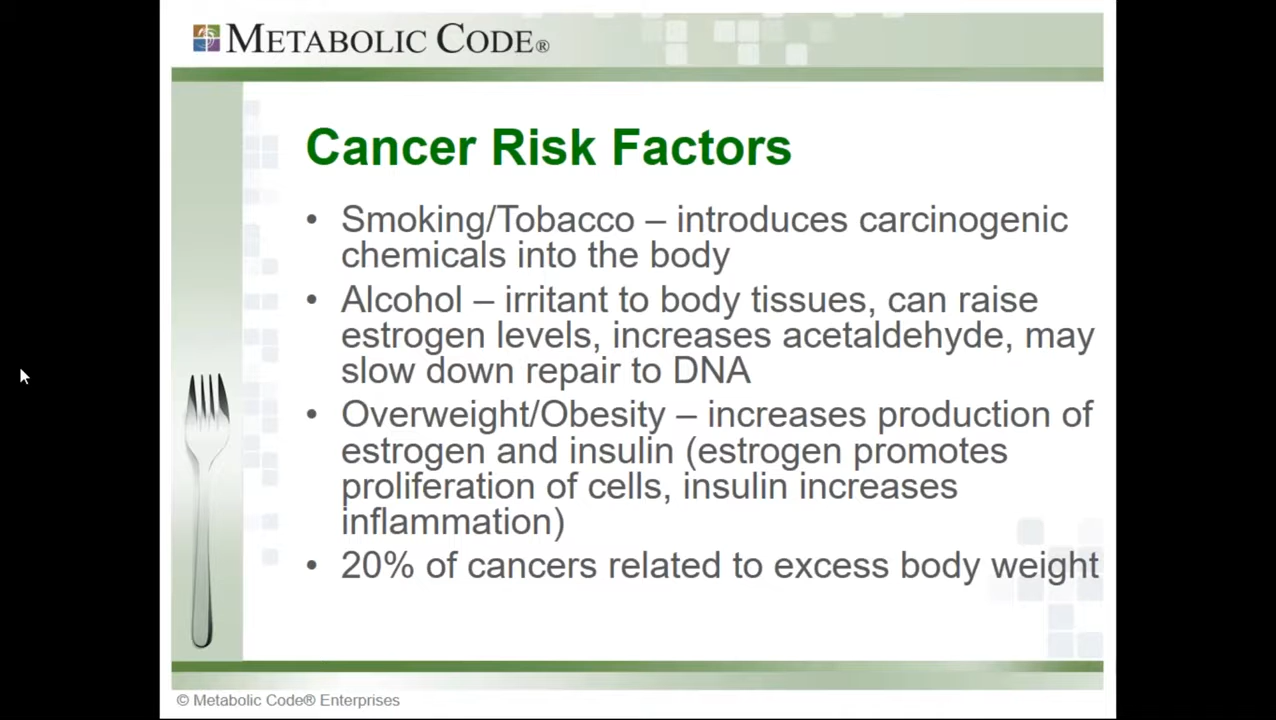 METABOLIC CODE®
Cancer Risk Factors
• Smoking/Tobacco – introduces carcinogenic
chemicals into the body
• Alcohol – irritant to body tissues, can raise
estrogen levels, increases acetaldehyde, may
slow down repair to DNA
• Overweight/Obesity – increases production of
estrogen and insulin (estrogen promotes
proliferation of cells, insulin increases
inflammation)
• 20% of cancers related to excess body weight
© Metabolic Code® Enterprises